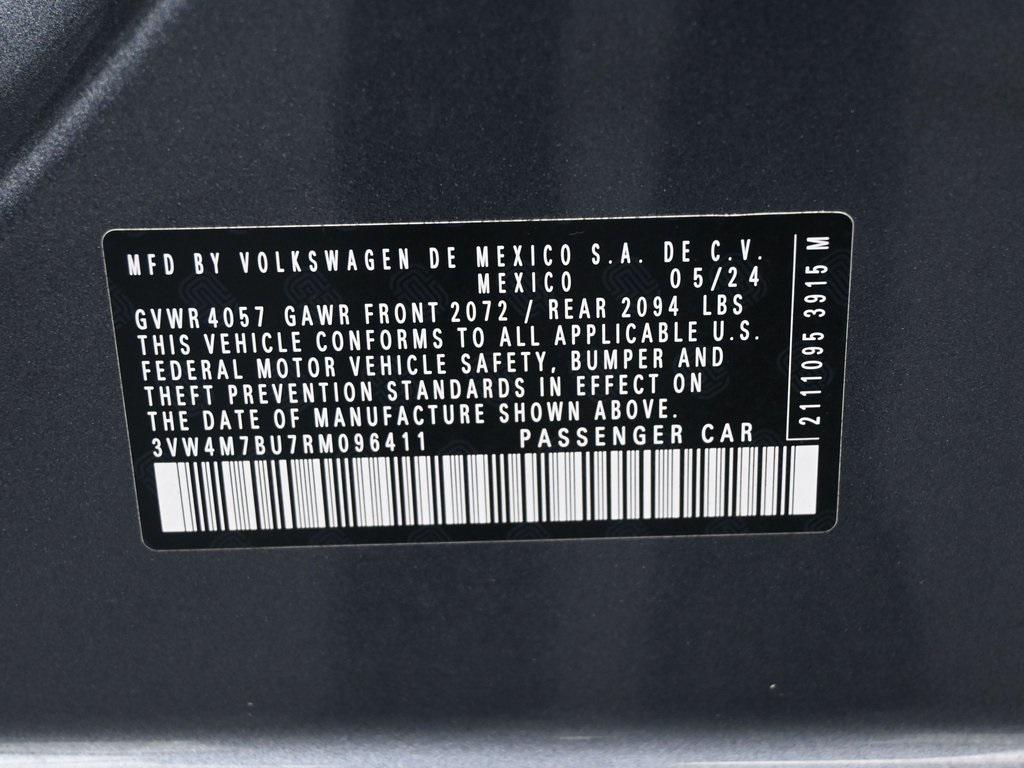 MFD BY VOLKSWAGEN DE MEXICO S.A. DE C.V.
MEXICO 05/24
GVWR 4057 GAWR FRONT 2072 / REAR 2094 LBS
THIS VEHICLE CONFORMS TO ALL APPLICABLE U.S.
FEDERAL MOTOR VEHICLE SAFETY, BUMPER AND
THEFT PREVENTION STANDARDS IN EFFECT ON
THE DATE OF MANUFACTURE SHOWN ABOVE.
3VW4M7BU7RM096411 PASSENGER CAR
2111095 3915 M